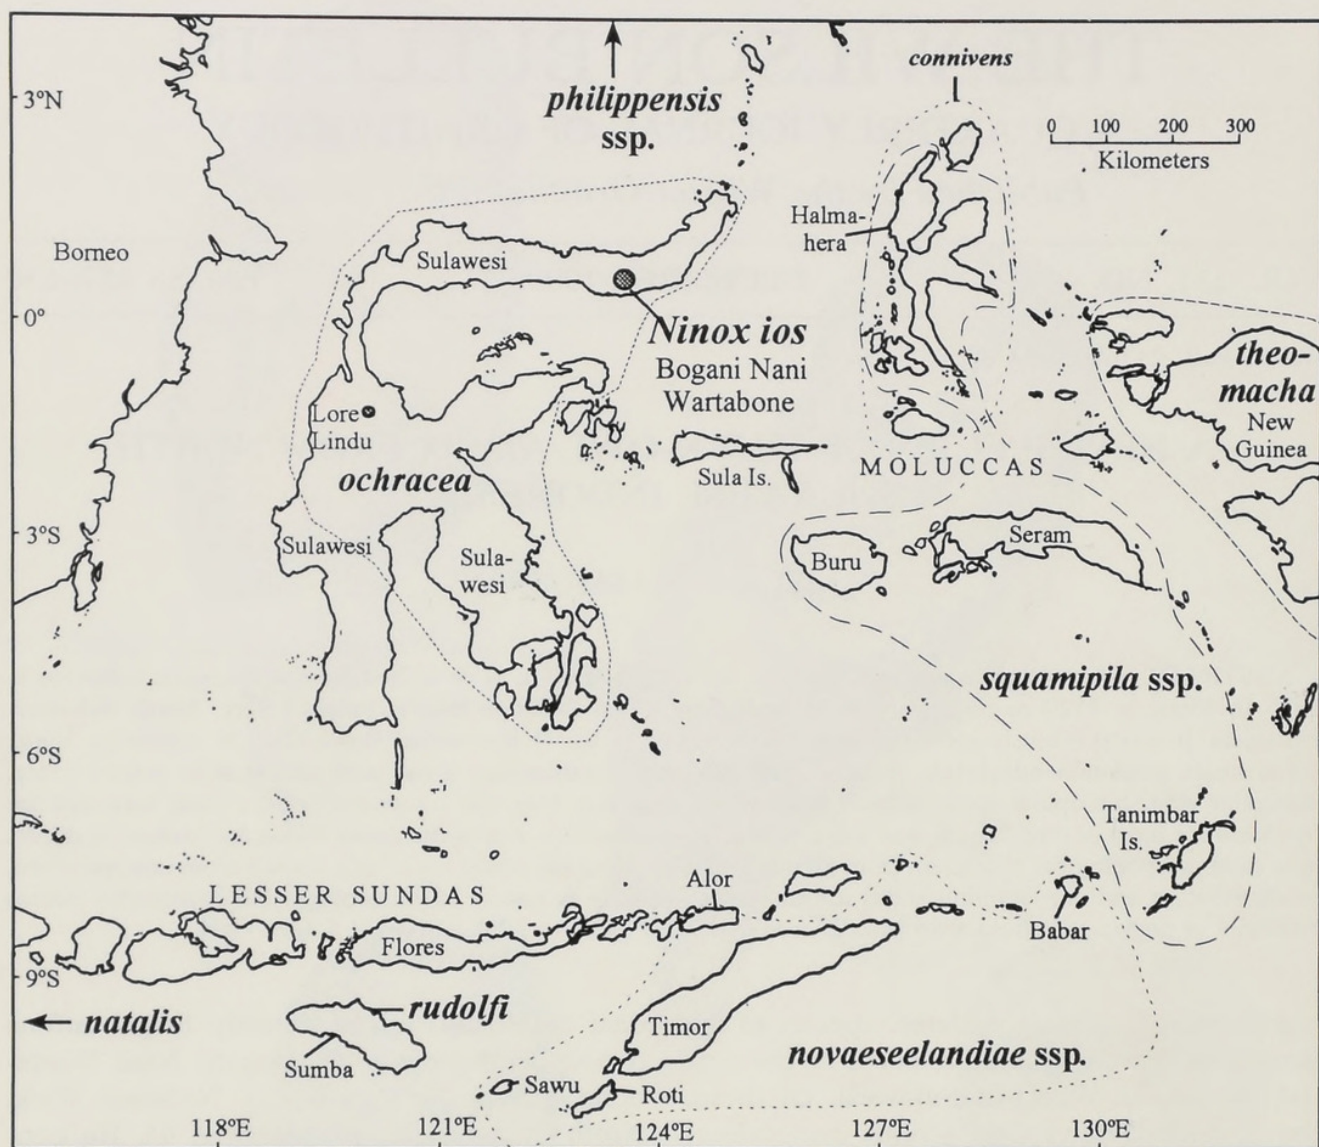 connivens
philippensis
ssp.
3°N
0 100 200 300
Kilometers
Halma-
hera
Borneo
Sulawesi
0°
Ninox ios
Bogani Nani
Wartabone
theo-
macha
New
Guinea
Lore
Lindu
Sula Is.
MOLUCCAS
ochracea
3°S
Sulawesi
Sula-
wesi
Buru
Seram
squamipila ssp.
6°S
Tanimbar
Is.
LESSER SUNDAS
Alor
Babar
Flores
9°S
natalis
rudolfi
Sumba
Timor
novaeseelandiae ssp.
Sawu
Roti
118°E
121°E
124°E
127°E
130°E